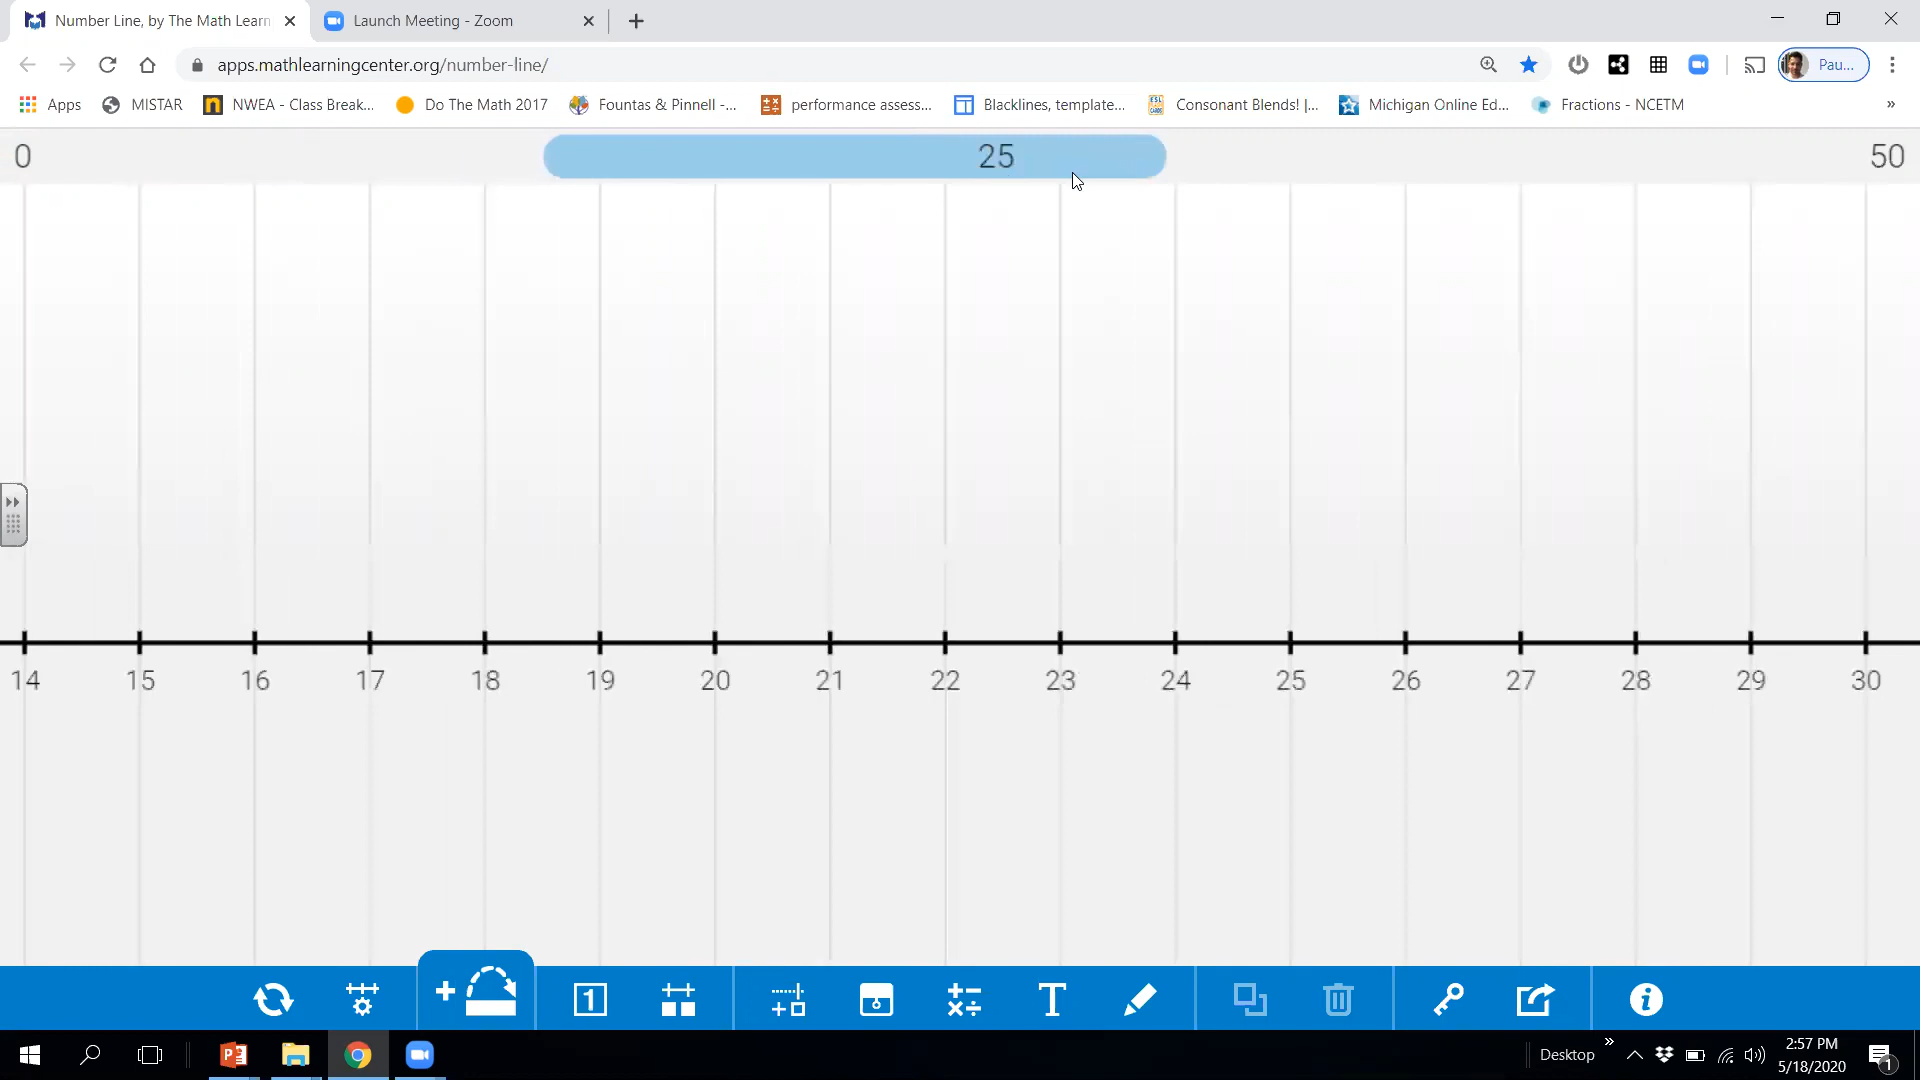 Number Line, by The Math Learn
Launch Meeting - Zoom
apps.mathlearningcenter.org/number-line/
Pau...
Apps MISTAR NWEA - Class Break... Do The Math 2017 Fountas & Pinnell -... performance assess... Blacklines, template... Consonant Blends! |... Michigan Online Ed... Fractions - NCETM »
0 25 50
14 15 16 17 18 19 20 21 22 23 24 25 26 27 28 29 30
1 T i
Desktop » 2:57 PM
5/18/2020
1